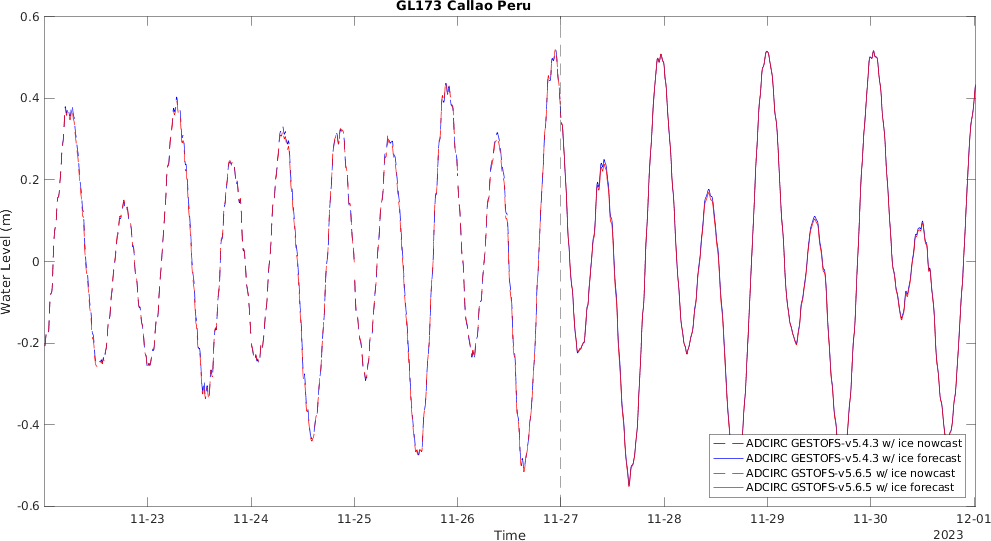 GL173 Callao Peru
0.6
0.4
0.2
0
-0.2
-0.4
-0.6
Water Level (m)
ADCIRC GESTOFS-v5.4.3 w/ ice nowcast
ADCIRC GESTOFS-v5.4.3 w/ ice forecast
ADCIRC GSTOFS-v5.6.5 w/ ice nowcast
ADCIRC GSTOFS-v5.6.5 w/ ice forecast
11-23 11-24 11-25 11-26 11-27 11-28 11-29 11-30 12-01
Time
2023